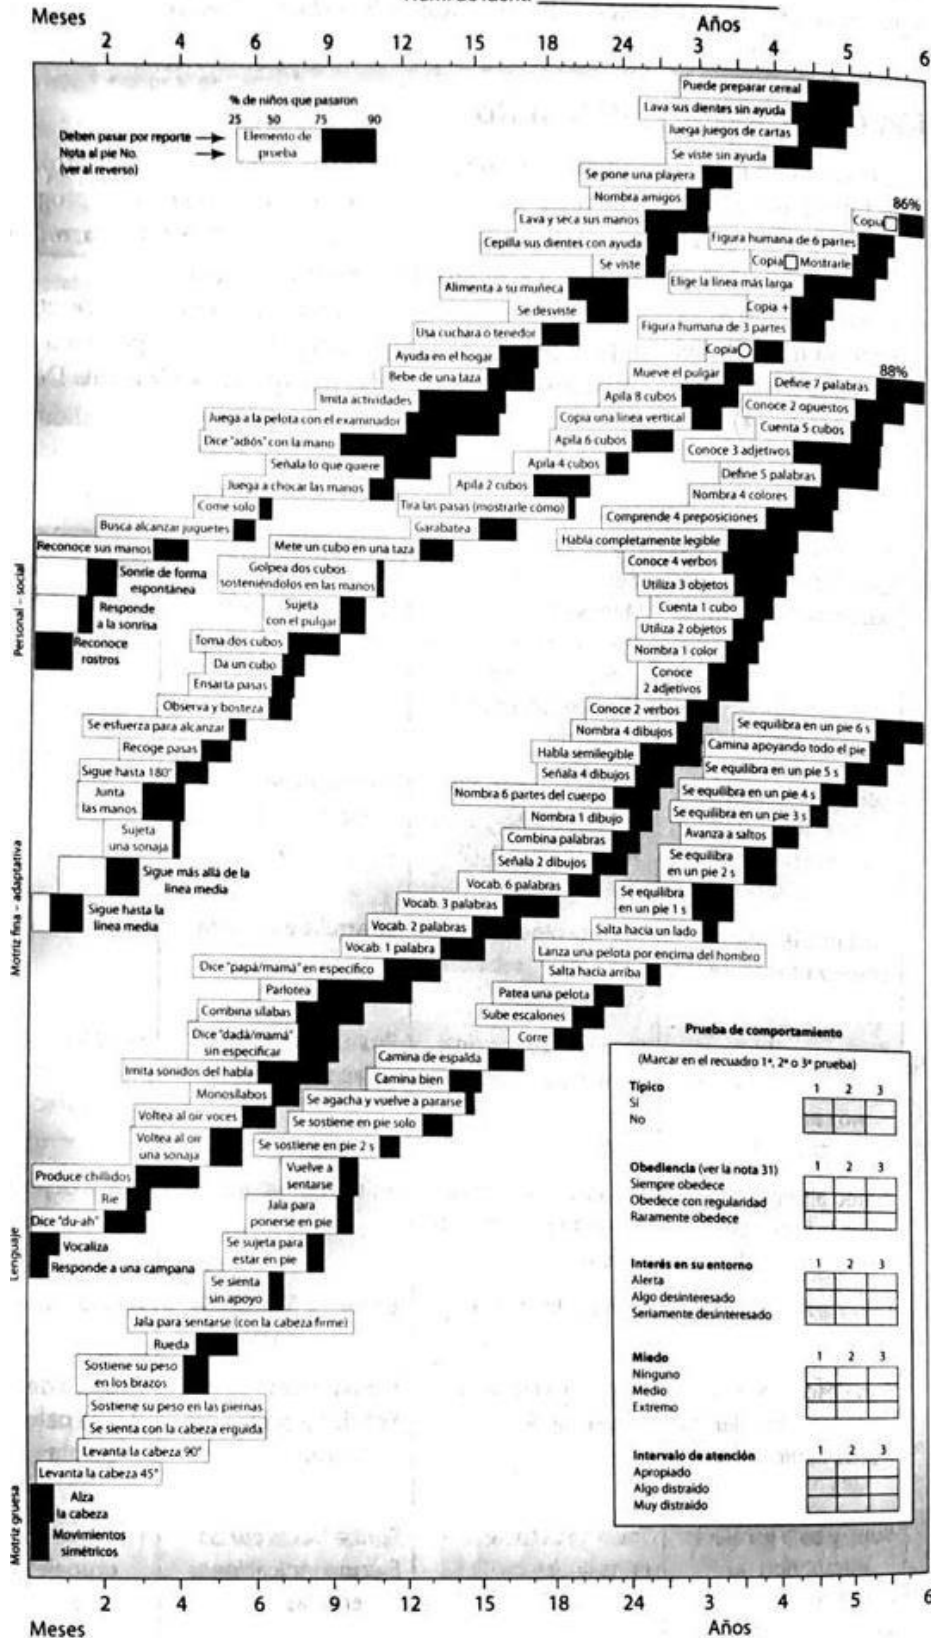 Meses
Años
2 4 6 9 12 15 18 24 3 4 5 6
% de niños que pasaron
25 50 75 90
Deben pasar por reporte
Nota al pie No.
(ver al reverso)
Elemento de
prueba
Puede preparar cereal
Lava sus dientes sin ayuda
Juega juegos de cartas
Se viste sin ayuda
Se pone una playera
Nombra amigos
86%
Lava y seca sus manos
Copia
Cepilla sus dientes con ayuda
Figura humana de 6 partes
Se viste
Copia Mostrarle
Alimenta a su muñeca
Elige la línea más larga
Se desviste
Copia +
Usa cuchara o tenedor
Figura humana de 3 partes
Ayuda en el hogar
Copia
Bebe de una taza
Mueve el pulgar
88%
Imita actividades
Apila 8 cubos
Define 7 palabras
Juega a la pelota con el examinador
Copia una línea vertical
Conoce 2 opuestos
Dice "adiós" con la mano
Apila 6 cubos
Cuenta 5 cubos
Señala lo que quiere
Apila 4 cubos
Conoce 3 adjetivos
Juega a chocar las manos
Apila 2 cubos
Define 5 palabras
Come solo
Tira las pasas (mostrarle cómo)
Nombra 4 colores
Busca alcanzar juguetes
Garabatea
Comprende 4 preposiciones
Reconoce sus manos
Mete un cubo en una taza
Habla completamente legible
Sonríe de forma
espontánea
Golpea dos cubos
sosteniéndolos en las manos
Conoce 4 verbos
Utiliza 3 objetos
Responde
a la sonrisa
Sujeta
con el pulgar
Cuenta 1 cubo
Utiliza 2 objetos
Reconoce
rostros
Toma dos cubos
Nombra 1 color
Da un cubo
Conoce
2 adjetivos
Ensarta pasas
Observa y bosteza
Conoce 2 verbos
Personal – social
Se esfuerza para alcanzar
Nombra 4 dibujos
Se equilibra en un pie 6 s
Recoge pasas
Habla semilegible
Camina apoyando todo el pie
Sigue hasta 180°
Señala 4 dibujos
Se equilibra en un pie 5 s
Junta
las manos
Nombra 6 partes del cuerpo
Se equilibra en un pie 4 s
Nombra 1 dibujo
Se equilibra en un pie 3 s
Sujeta
una sonaja
Combina palabras
Avanza a saltos
Señala 2 dibujos
Se equilibra
en un pie 2 s
Sigue más allá de la
línea media
Vocab. 6 palabras
Sigue hasta la
línea media
Vocab. 3 palabras
Se equilibra
en un pie 1 s
Vocab. 2 palabras
Salta hacia un lado
Motriz fina – adaptativa
Vocab. 1 palabra
Lanza una pelota por encima del hombro
Dice "papá/mamá" en específico
Salta hacia arriba
Parlotea
Patea una pelota
Combina sílabas
Sube escalones
Dice "dadá/mamá"
sin especificar
Corre
Camina de espalda
Imita sonidos del habla
Camina bien
Monosílabos
Se agacha y vuelve a pararse
Voltea al oír voces
Se sostiene en pie solo
Voltea al oír
una sonaja
Se sostiene en pie 2 s
Produce chillidos
Vuelve a
sentarse
Ríe
Jala para
ponerse en pie
Dice "du-ah"
Vocaliza
Se sujeta para
estar en pie
Responde a una campana
Lenguaje
Se sienta
sin apoyo
Jala para sentarse (con la cabeza firme)
Rueda
Sostiene su peso
en los brazos
Sostiene su peso en las piernas
Se sienta con la cabeza erguida
Levanta la cabeza 90°
Levanta la cabeza 45°
Alza
la cabeza
Movimientos
simétricos
Motriz gruesa
Prueba de comportamiento
(Marcar en el recuadro 1ª, 2ª o 3ª prueba)
Típico 1 2 3
Sí
No
Obediencia (ver la nota 31) 1 2 3
Siempre obedece
Obedece con regularidad
Raramente obedece
Interés en su entorno 1 2 3
Alerta
Algo desinteresado
Seriamente desinteresado
Miedo 1 2 3
Ninguno
Medio
Extremo
Intervalo de atención 1 2 3
Apropiado
Algo distraído
Muy distraído
2 4 6 9 12 15 18 24 3 4 5 6
Meses
Años